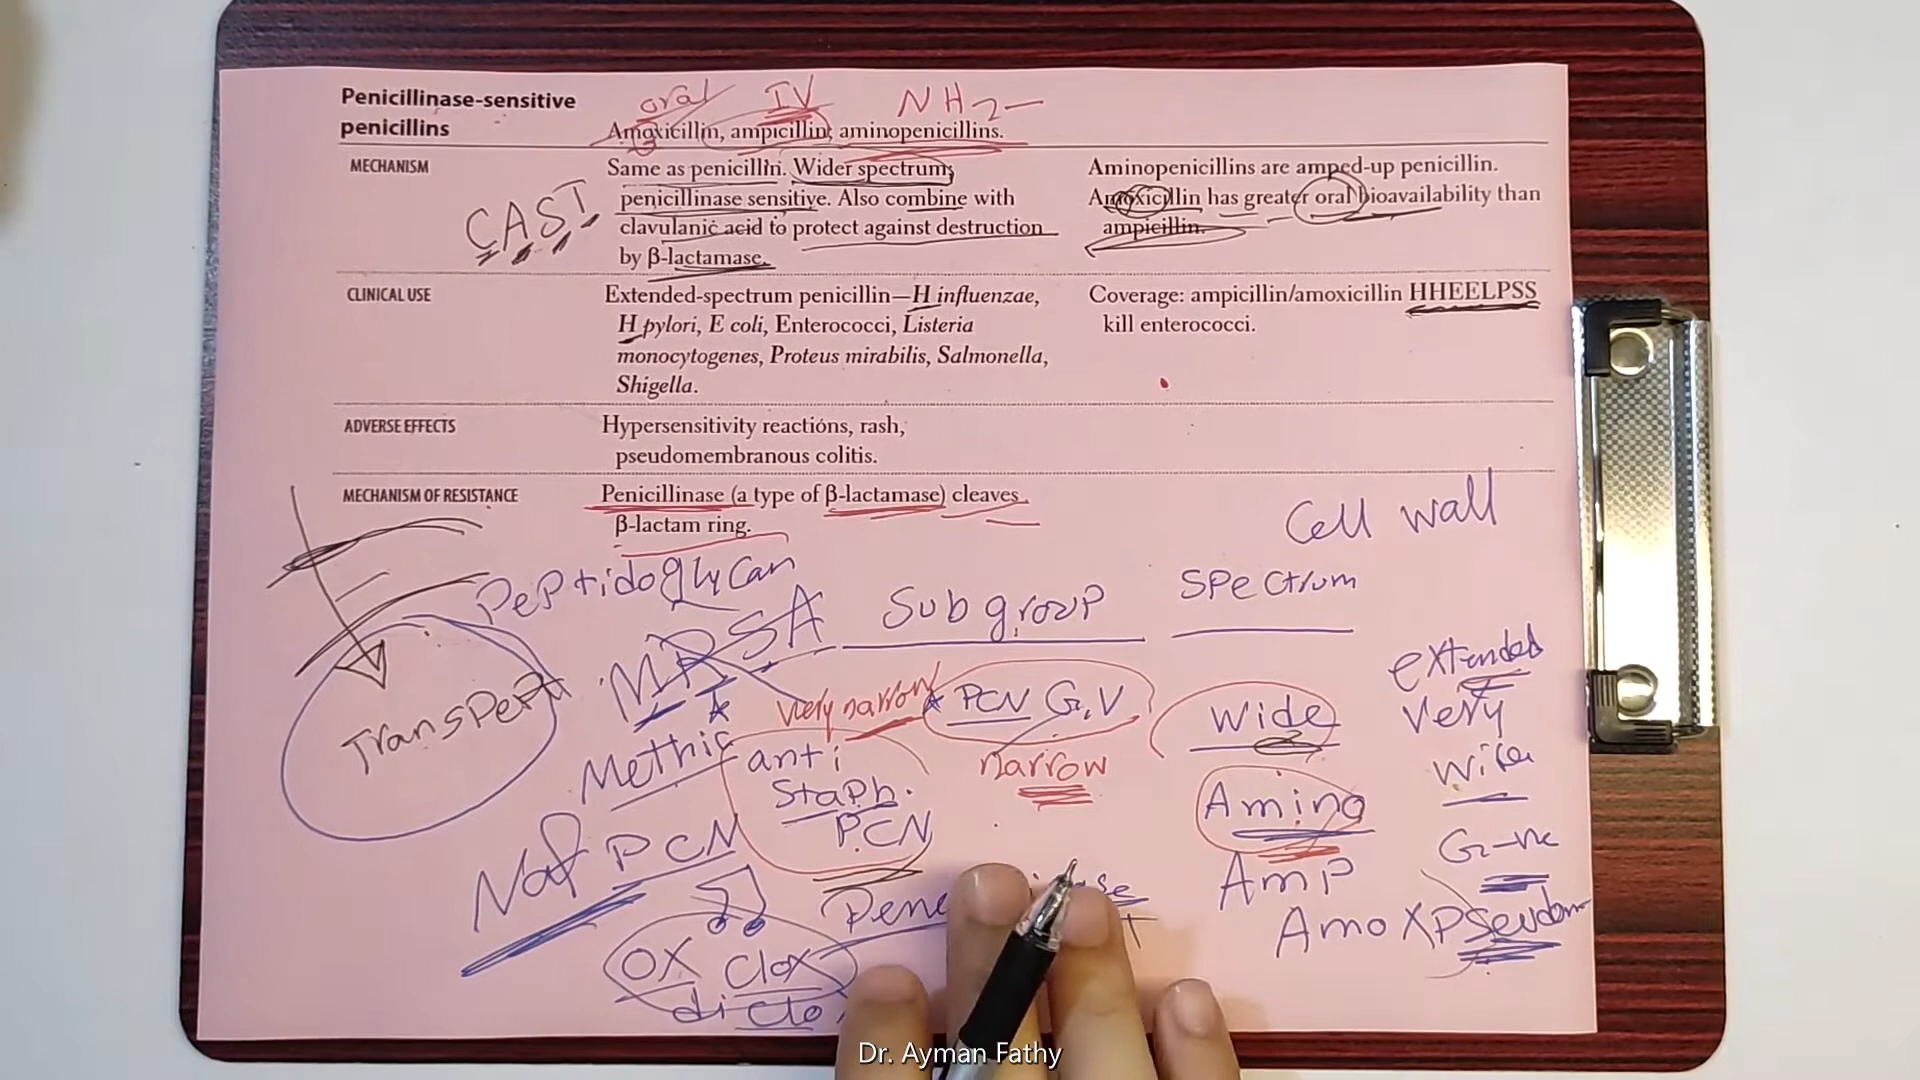 Penicillinase-sensitive
penicillins
oral IV NH2-
Amoxicillin, ampicillin; aminopenicillins.
MECHANISM
Same as penicillin. Wider spectrum;
penicillinase sensitive. Also combine with
clavulanic acid to protect against destruction
by β-lactamase.
CAST
Aminopenicillins are amped-up penicillin.
Amoxicillin has greater oral bioavailability than
ampicillin.
CLINICAL USE
Extended-spectrum penicillin—H influenzae,
H pylori, E coli, Enterococci, Listeria
monocytogenes, Proteus mirabilis, Salmonella,
Shigella.
Coverage: ampicillin/amoxicillin HHEELPSS
kill enterococci.
ADVERSE EFFECTS
Hypersensitivity reactions, rash,
pseudomembranous colitis.
MECHANISM OF RESISTANCE
Penicillinase (a type of β-lactamase) cleaves
β-lactam ring.
Cell wall
Peptidoglycan
Subgroup
Spectrum
MRSA
Transpept
Methic
Naf PCN
Very narrow
anti
Staph.
PCN
OX Clox
diclo
PCN G,V
narrow
Wide
Amino
Amp
Amox
extended
Very
G-ve
Pseudom
Dr. Ayman Fathy